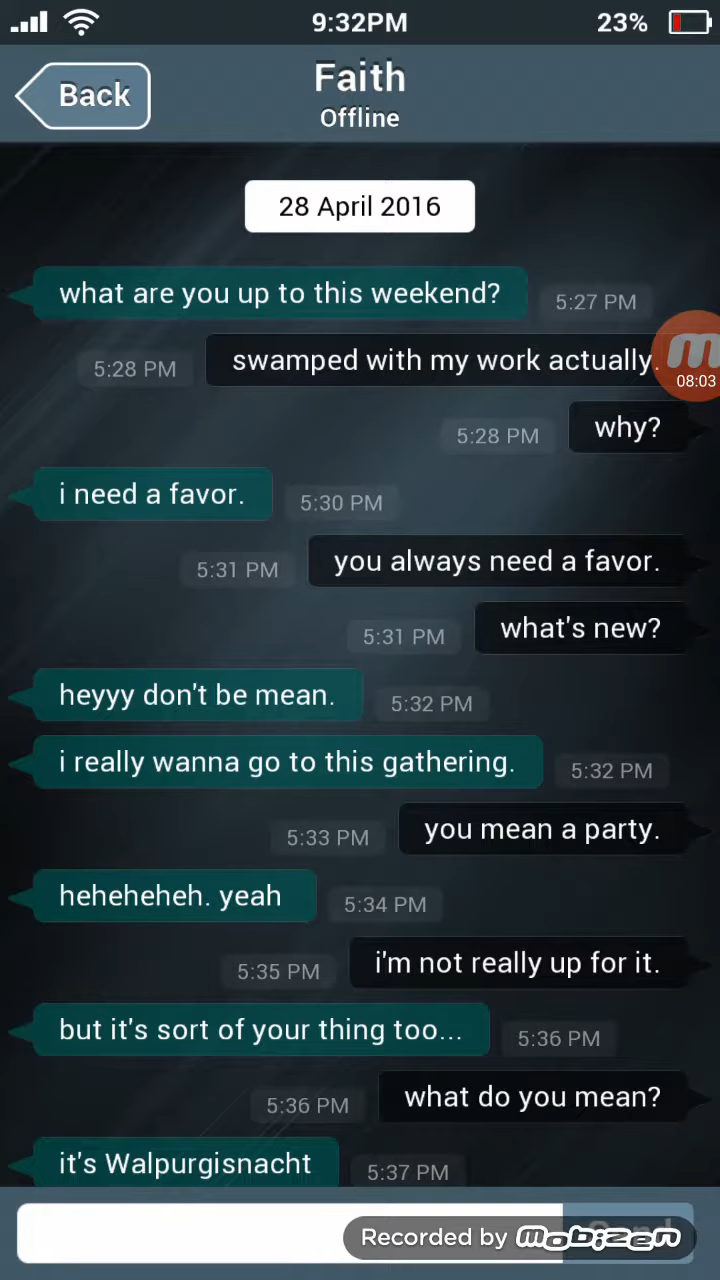 9:32PM
23%
Back
Faith
Offline
28 April 2016
what are you up to this weekend?
5:27 PM
5:28 PM
swamped with my work actually.
08:03
5:28 PM
why?
i need a favor.
5:30 PM
5:31 PM
you always need a favor.
5:31 PM
what's new?
heyyy don't be mean.
5:32 PM
i really wanna go to this gathering.
5:32 PM
5:33 PM
you mean a party.
heheheheh. yeah
5:34 PM
5:35 PM
i'm not really up for it.
but it's sort of your thing too...
5:36 PM
5:36 PM
what do you mean?
it's Walpurgisnacht
5:37 PM
Recorded by mobizen